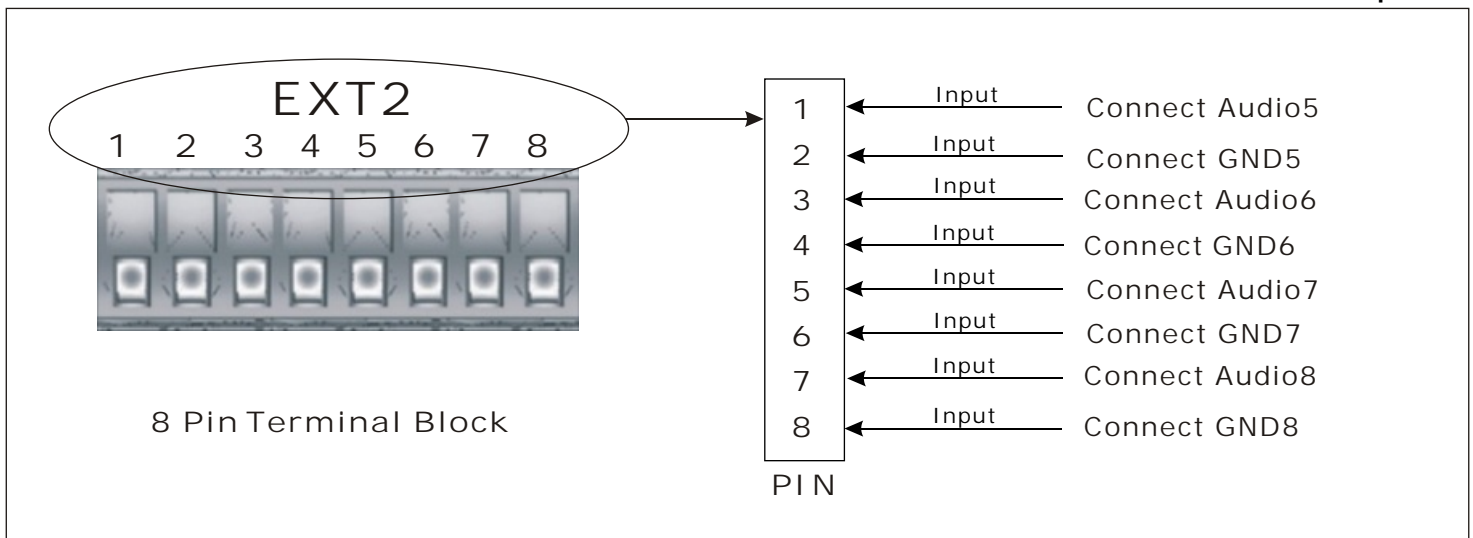 EXT2
1 2 3 4 5 6 7 8
8 Pin Terminal Block
1 Input Connect Audio5
2 Input Connect GND5
3 Input Connect Audio6
4 Input Connect GND6
5 Input Connect Audio7
6 Input Connect GND7
7 Input Connect Audio8
8 Input Connect GND8
PIN